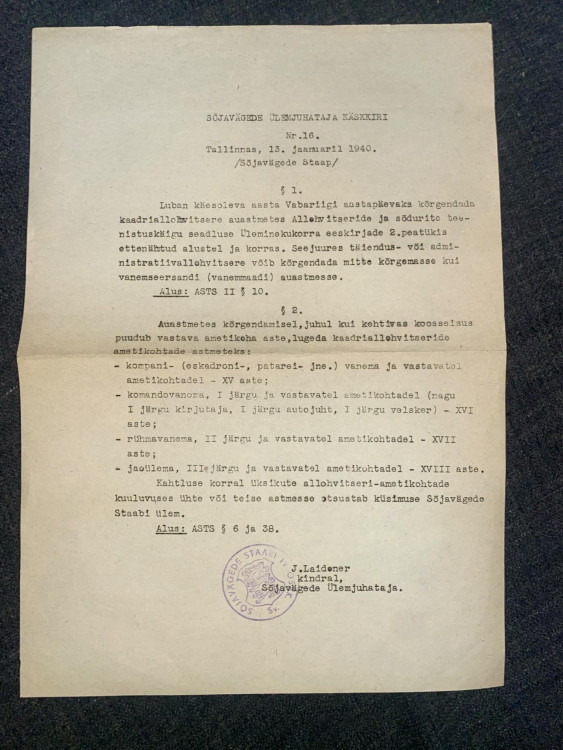 SÕJAVÄGEDE ÜLEMJUHATAJA KÄSKKIRI
Nr.16.
Tallinnas, 13. jaanuaril 1940.
/Sõjavägede Staap/
§ 1.
Luban käesoleva aasta Vabariigi aastapäevaks kõrgendada
kaadriallohvitsere auastmetes Allohvitseride ja sõdurite tee-
nistuskäigu seadluse Üleminekukorra eeskirjade 2.peatükis
ettenähtud alustel ja korras. Seejuures täiendus- või admi-
nistratiivallohvitsere võib kõrgendada mitte kõrgemasse kui
vanemseersandi (vanemmaadi) auastmesse.
Alus: ASTS II § 10.
§ 2.
Auastmetes kõrgendamisel, juhul kui kehtivas koosseisus
puudub vastava ametikoha aste,lugeda kaadriallohvitseride
ametikohtade astmeteks:
- kompani- (eskadroni-, patarei- jne.) vanema ja vastavatel
ametikohtadel - XV aste;
- komandovanema, I järgu ja vastavatel ametikohtadel (nagu
I järgu kirjutaja, I järgu autojuht, I järgu velsker) - XVI
aste;
- rühmavanema, II järgu ja vastavatel ametikohtadel - XVII
aste;
- jaoülema, III järgu ja vastavatel ametikohtadel - XVIII aste.
Kahtluse korral üksikute allohvitseri-ametikohtade
kuuluvuses ühte või teise astmesse otsustab küsimuse Sõjavägede
Staabi ülem.
Alus: ASTS § 6 ja 38.
J.Laidoner
kindral,
Sõjavägede Ülemjuhataja.
SÕJAVÄGEDE STAABI